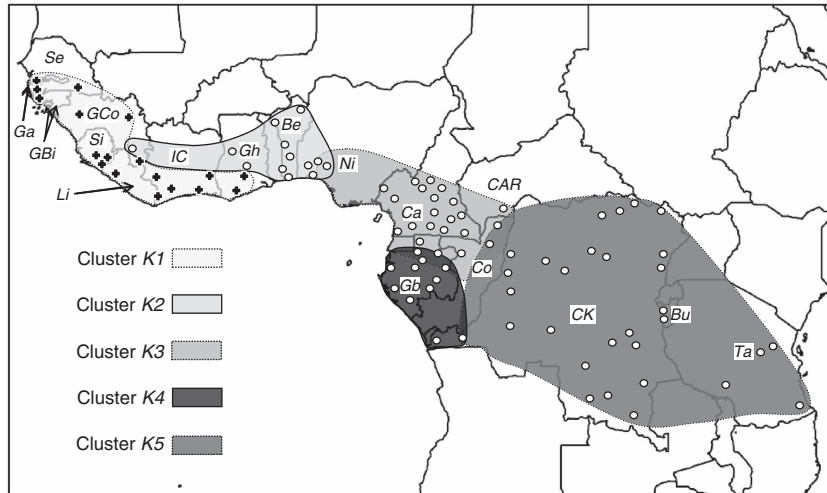 Se
Ga
GBi
GCo
Si
Li
IC
Gh
Be
Ni
CAR
Ca
Co
Gb
CK
Bu
Ta
Cluster K1
Cluster K2
Cluster K3
Cluster K4
Cluster K5